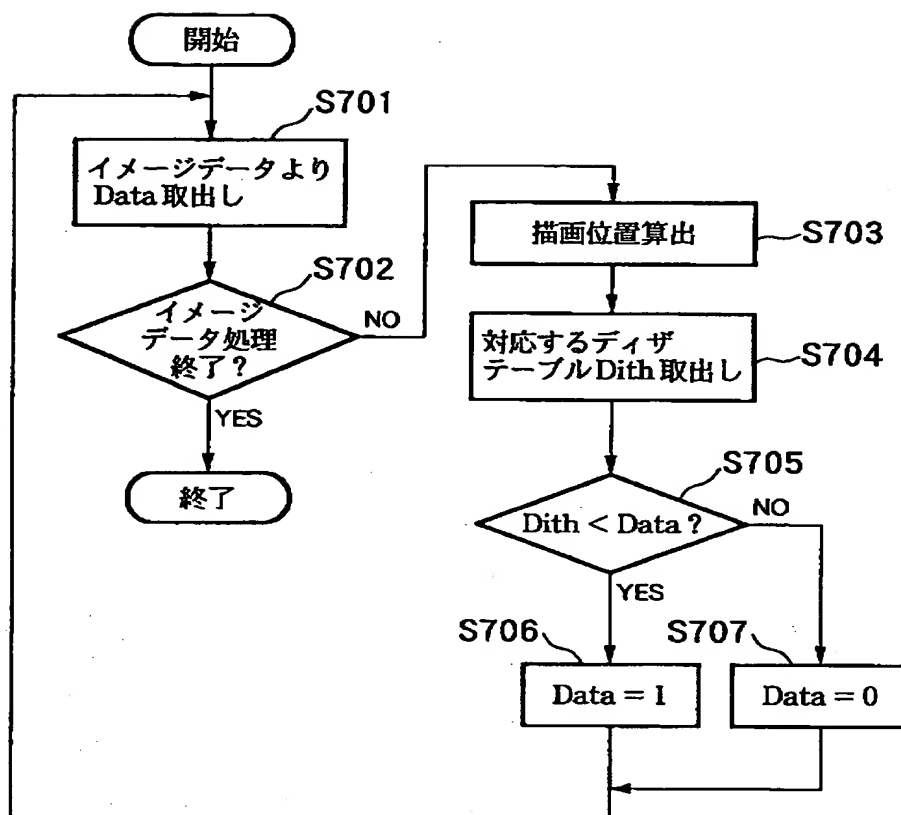 開始
S701
イメージデータより
Data取出し
S702
イメージ
データ処理
終了?
NO
YES
終了
S703
描画位置算出
S704
対応するディザ
テーブルDith取出し
S705
Dith < Data?
NO
YES
S706
Data = 1
S707
Data = 0